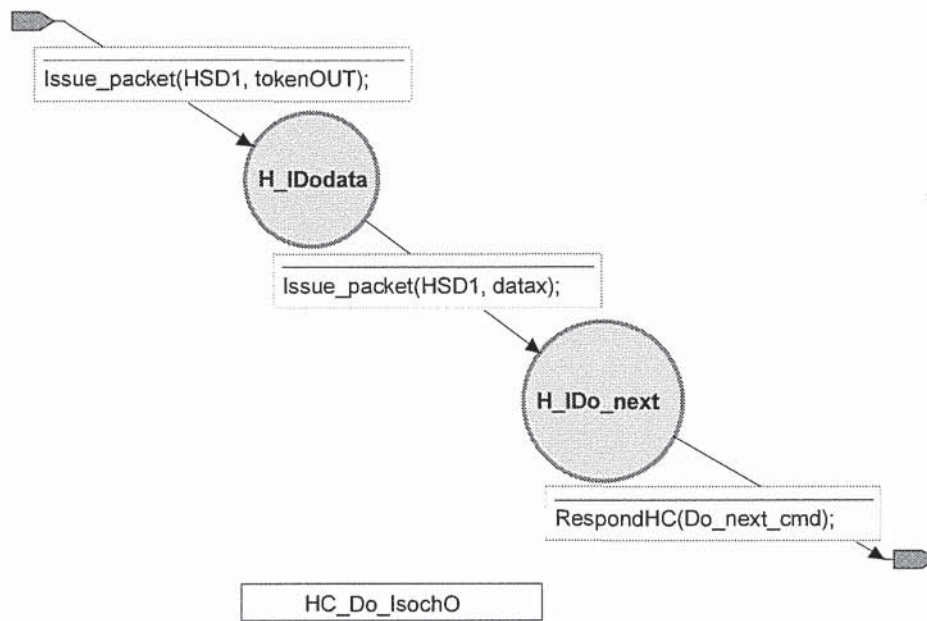 Issue_packet(HSD1, tokenOUT);
H_IDodata
Issue_packet(HSD1, datax);
H_IDo_next
RespondHC(Do_next_cmd);
HC_Do_IsochO